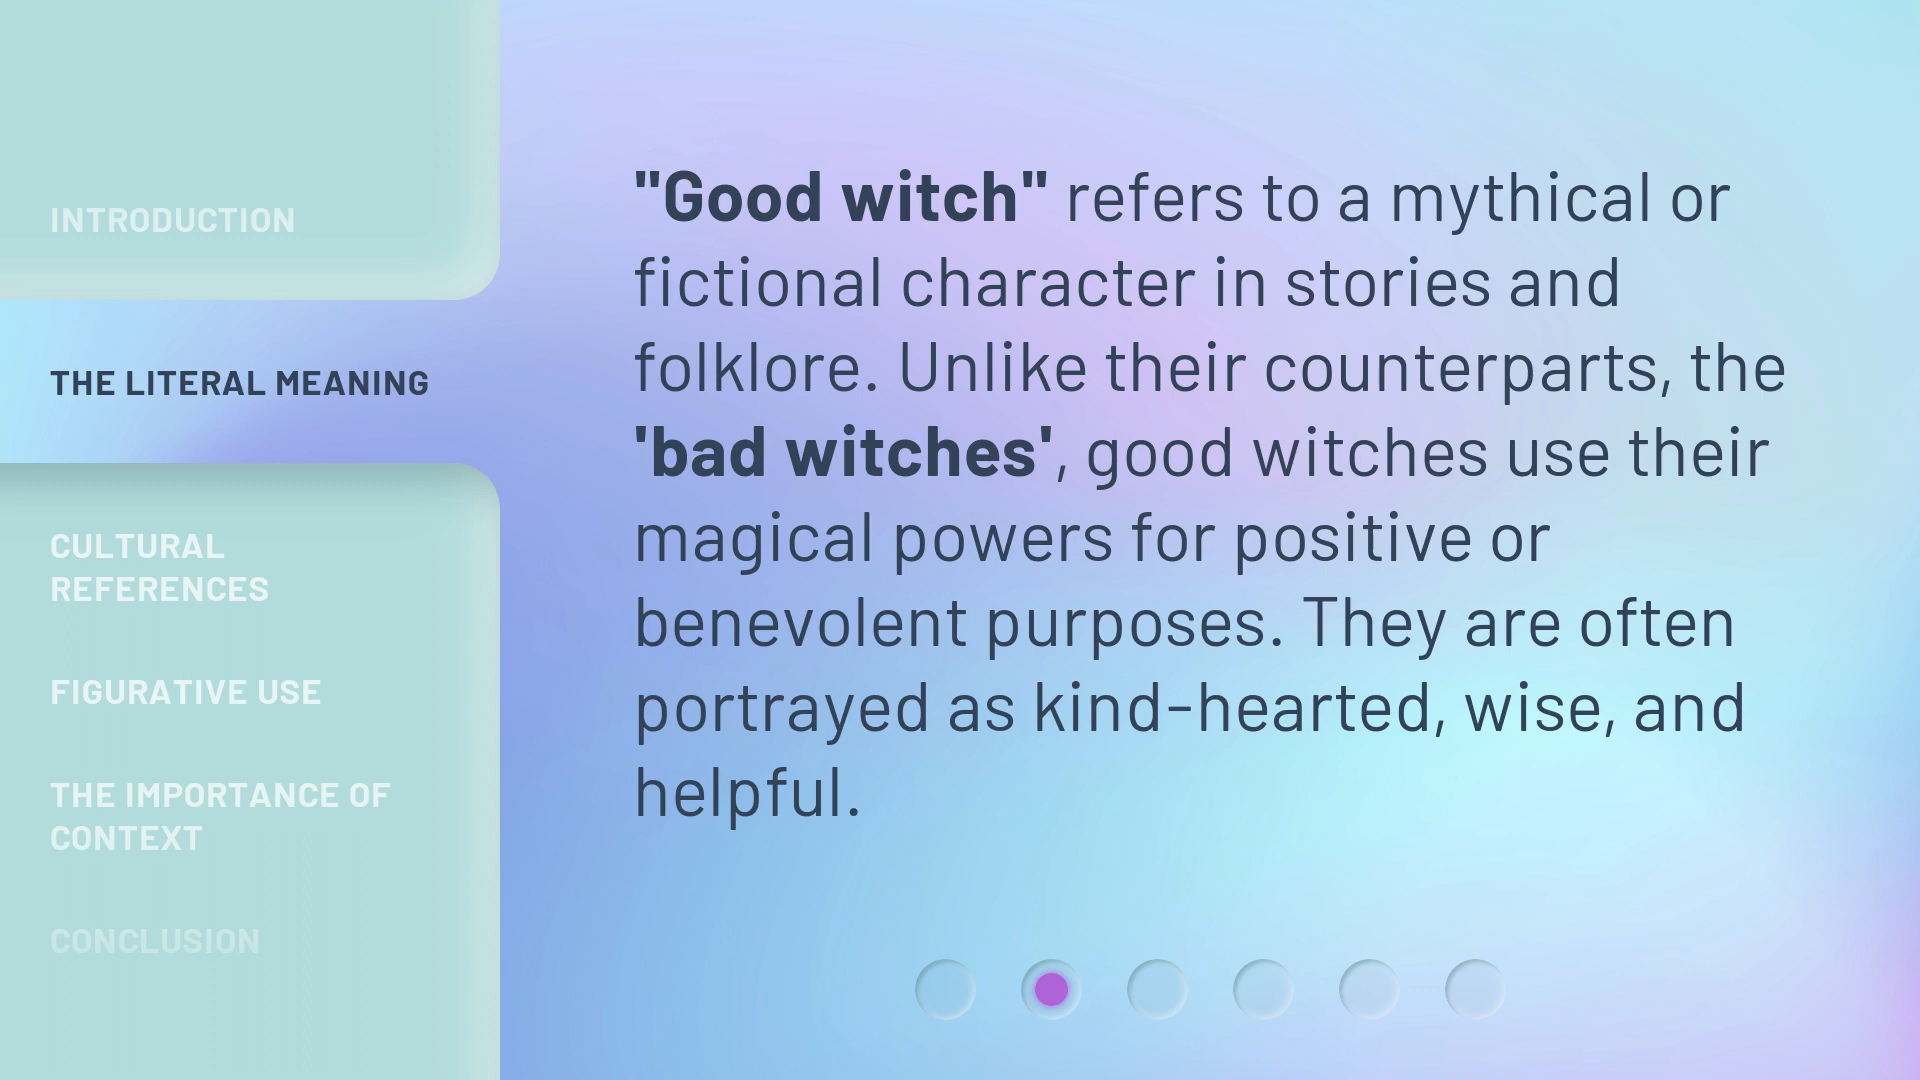 INTRODUCTION
THE LITERAL MEANING
CULTURAL
REFERENCES
FIGURATIVE USE
THE IMPORTANCE OF
CONTEXT
CONCLUSION
"Good witch" refers to a mythical or
fictional character in stories and
folklore. Unlike their counterparts, the
'bad witches', good witches use their
magical powers for positive or
benevolent purposes. They are often
portrayed as kind-hearted, wise, and
helpful.